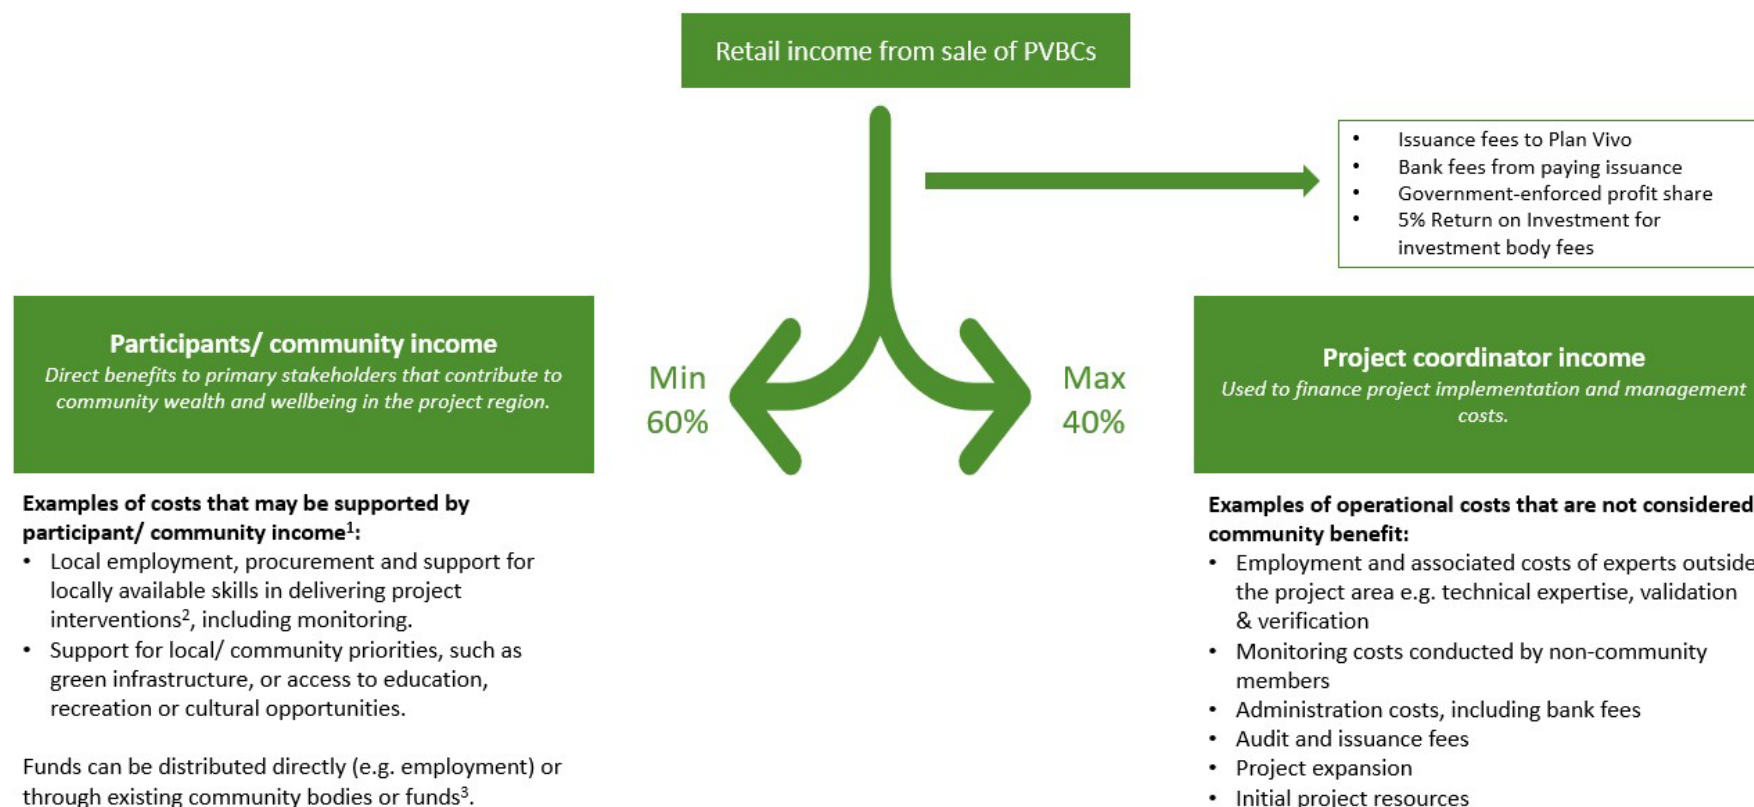 Retail income from sale of PVBCs
• Issuance fees to Plan Vivo
• Bank fees from paying issuance
• Government-enforced profit share
• 5% Return on Investment for
investment body fees
Participants/ community income
Direct benefits to primary stakeholders that contribute to
community wealth and wellbeing in the project region.
Min
60%
Max
40%
Project coordinator income
Used to finance project implementation and management
costs.
Examples of costs that may be supported by
participant/ community income¹:
• Local employment, procurement and support for
locally available skills in delivering project
interventions², including monitoring.
• Support for local/ community priorities, such as
green infrastructure, or access to education,
recreation or cultural opportunities.
Funds can be distributed directly (e.g. employment) or
through existing community bodies or funds³.
Examples of operational costs that are not considered
community benefit:
• Employment and associated costs of experts outside
the project area e.g. technical expertise, validation
& verification
• Monitoring costs conducted by non-community
members
• Administration costs, including bank fees
• Audit and issuance fees
• Project expansion
• Initial project resources